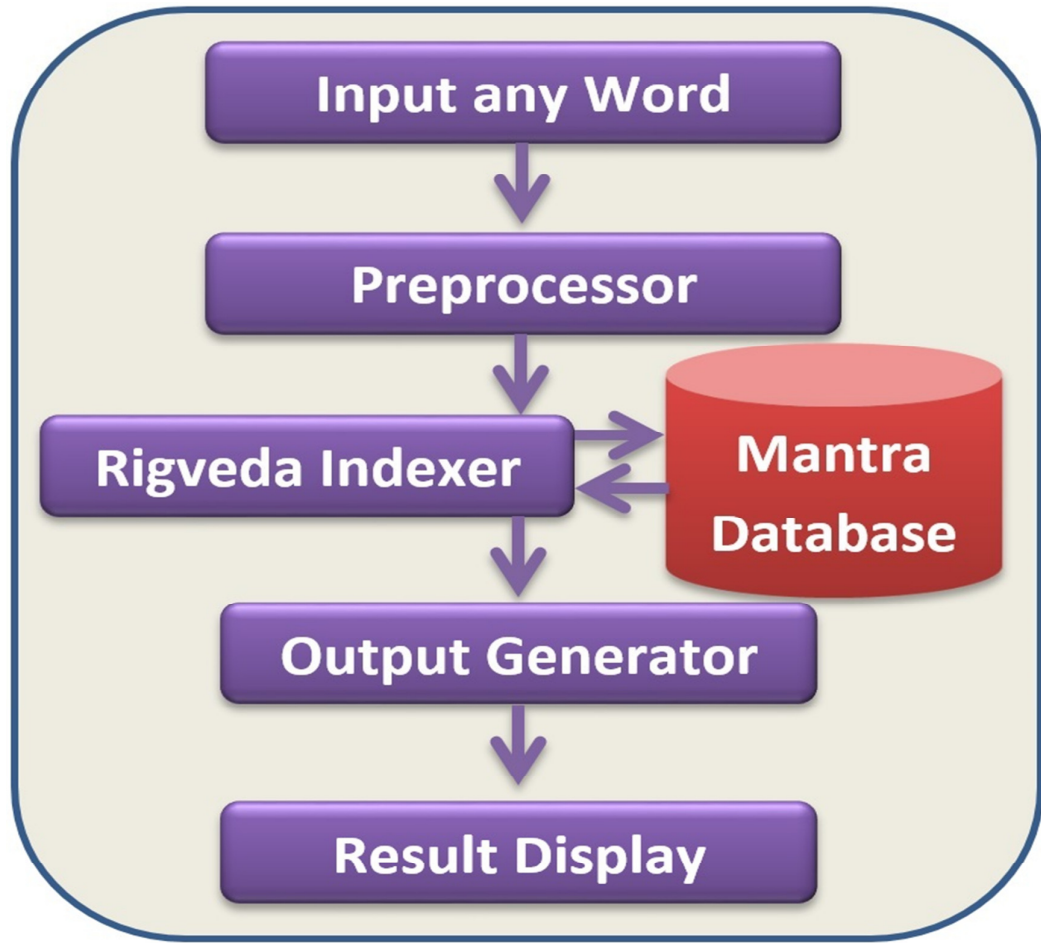 Input any Word
Preprocessor
Rigveda Indexer
Mantra
Database
Output Generator
Result Display